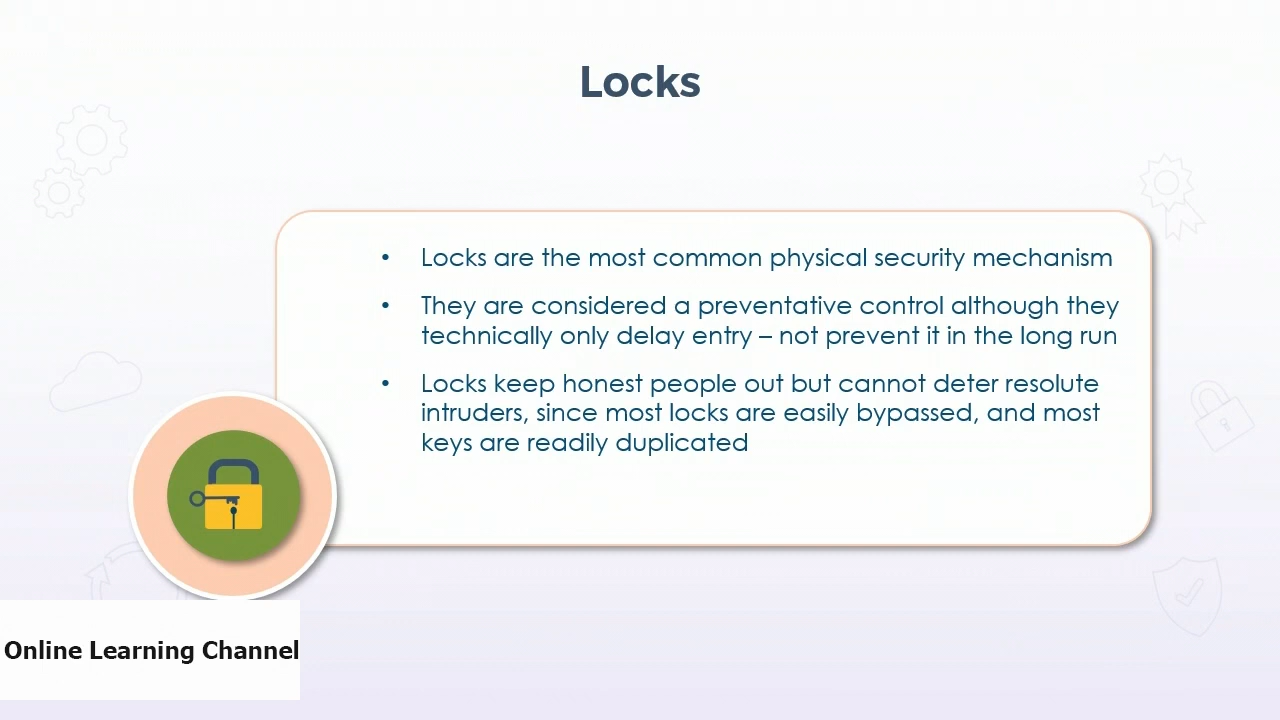 Locks
• Locks are the most common physical security mechanism
• They are considered a preventative control although they
technically only delay entry – not prevent it in the long run
• Locks keep honest people out but cannot deter resolute
intruders, since most locks are easily bypassed, and most
keys are readily duplicated
Online Learning Channel